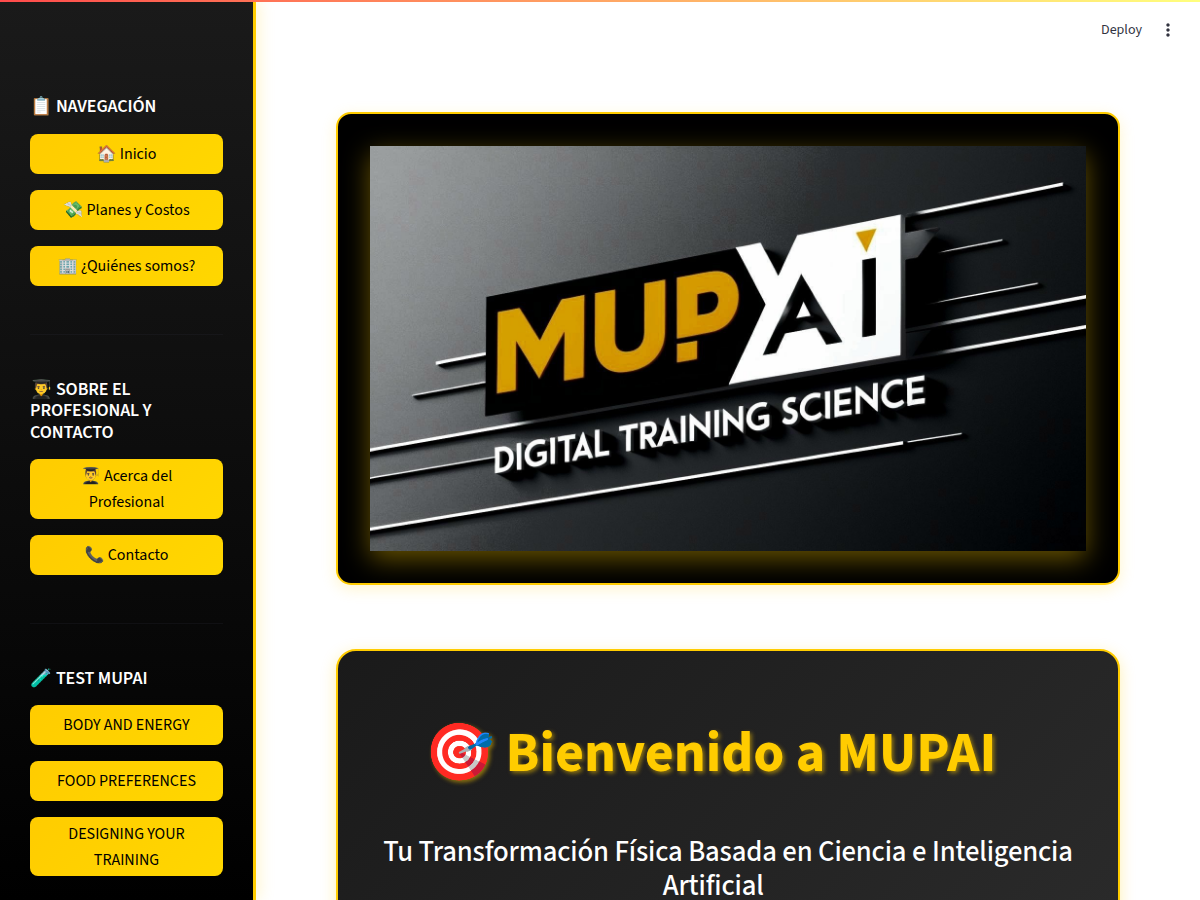 Deploy
📋 NAVEGACIÓN
🏠 Inicio
💸 Planes y Costos
🏢 ¿Quiénes somos?
👨‍🎓 SOBRE EL
PROFESIONAL Y
CONTACTO
👨‍🎓 Acerca del
Profesional
📞 Contacto
🧪 TEST MUPAI
BODY AND ENERGY
FOOD PREFERENCES
DESIGNING YOUR
TRAINING
MUPAI
DIGITAL TRAINING SCIENCE
🎯 Bienvenido a MUPAI
Tu Transformación Física Basada en Ciencia e Inteligencia
Artificial